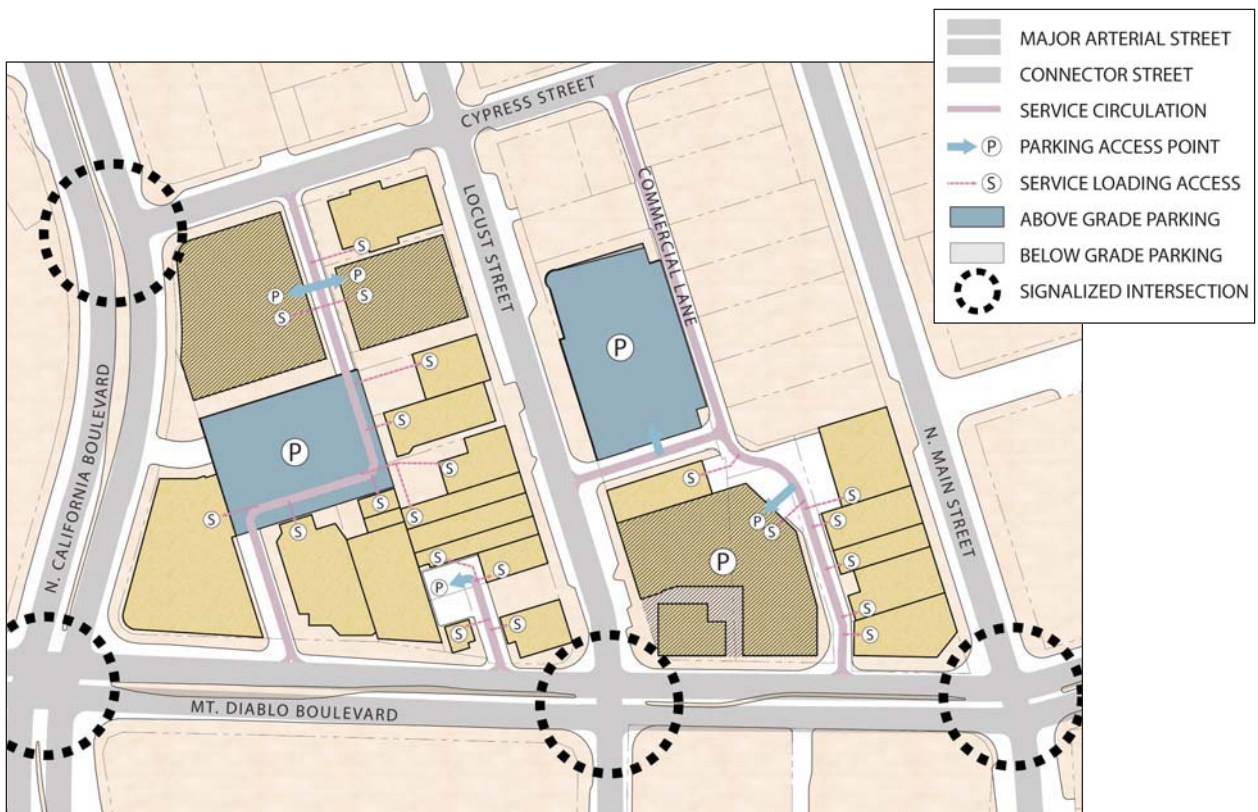 MAJOR ARTERIAL STREET
CONNECTOR STREET
SERVICE CIRCULATION
P PARKING ACCESS POINT
S SERVICE LOADING ACCESS
ABOVE GRADE PARKING
BELOW GRADE PARKING
SIGNALIZED INTERSECTION
CYPRESS STREET
LOCUST STREET
COMMERCIAL LANE
N. CALIFORNIA BOULEVARD
N. MAIN STREET
MT. DIABLO BOULEVARD
S
P
P
S
S
P
S
P
S
S
S
S
S
S
S
P
S
S
S
S
P
S
P
S
S
S
S
S
S